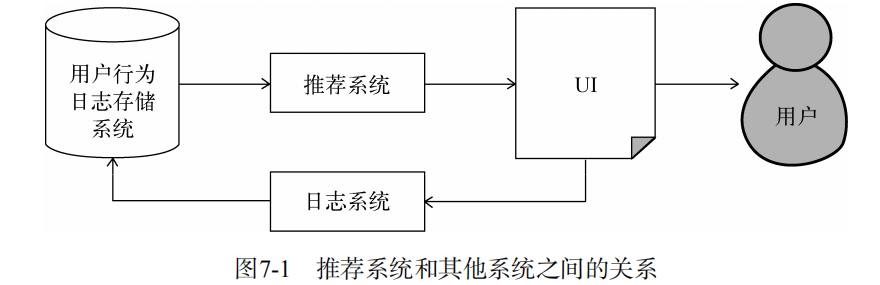 用户行为
日志存储
系统
推荐系统
UI
用户
日志系统
图7-1 推荐系统和其他系统之间的关系